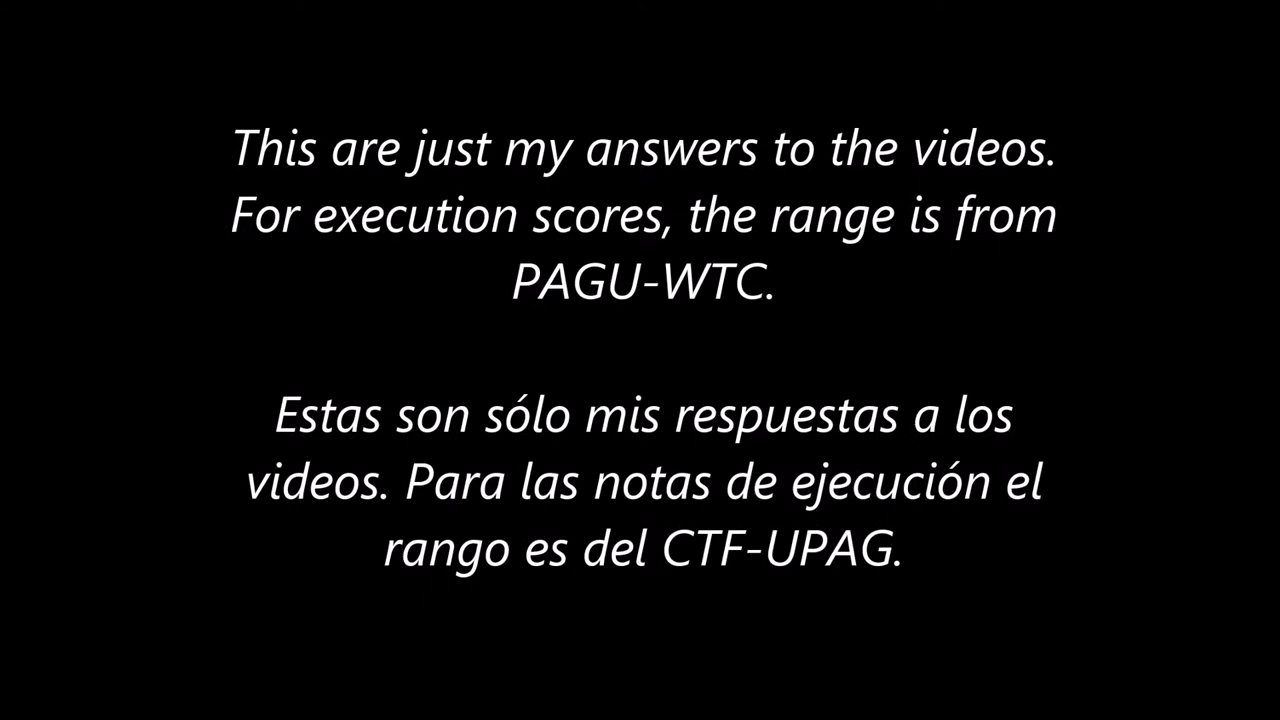 This are just my answers to the videos.
For execution scores, the range is from
PAGU-WTC.
Estas son sólo mis respuestas a los
videos. Para las notas de ejecución el
rango es del CTF-UPAG.